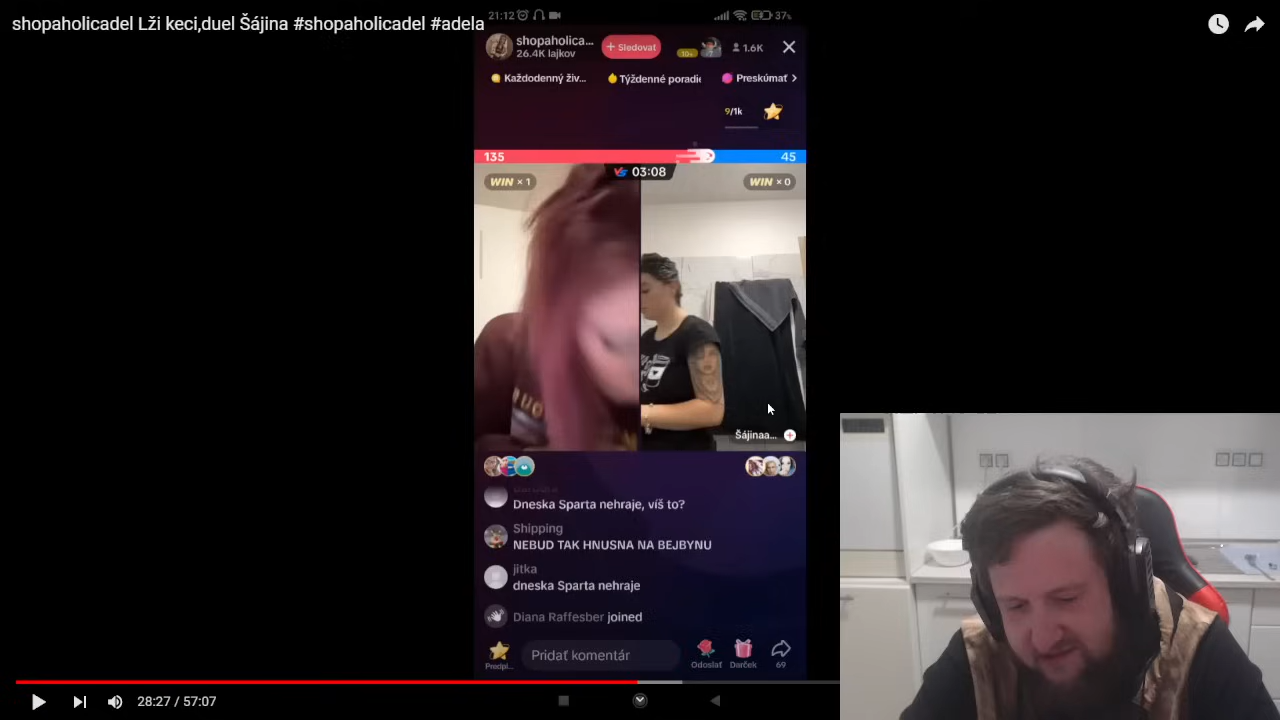 shopaholicadel Lži keci,duel Šájina #shopaholicadel #adela
21:12
37%
shopaholica...
26.4K lajkov
+ Sledovat
10+
1.6K
Každodenný živ...
Týždenné poradie
Preskúmať
9/1k
135
45
WIN × 1
VS 03:08
WIN × 0
Šájinaa...
Dneska Sparta nehraje, víš to?
Shipping
NEBUD TAK HNUSNA NA BEJBYNU
jitka
dneska Sparta nehraje
Diana Raffesber joined
Predpl...
Pridať komentár
Odoslať
Darček
69
28:27 / 57:07